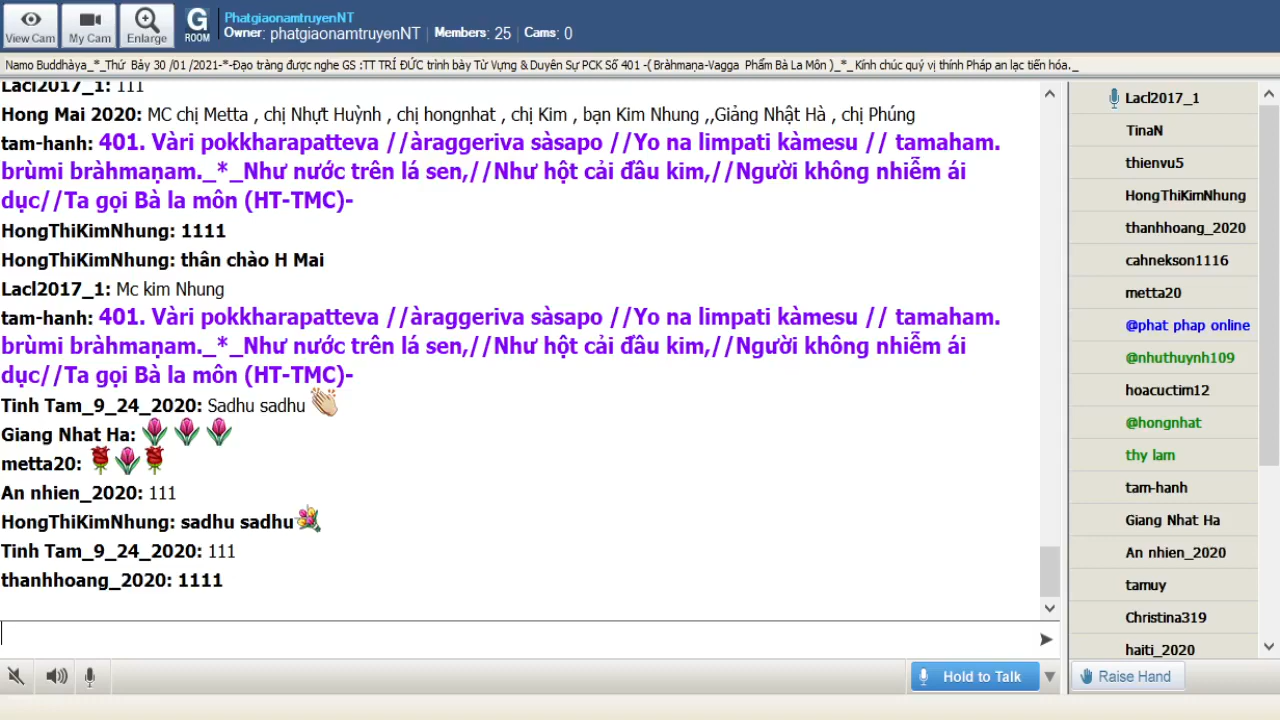 View Cam
My Cam
Enlarge
G
ROOM
PhatgiaonamtruyenNT
Owner: phatgiaonamtruyenNT | Members: 25 | Cams: 0
Namo Buddhàya_*_Thứ Bảy 30 /01 /2021-*-Đạo tràng được nghe GS :TT TRÍ ĐỨC trình bày Từ Vựng & Duyên Sự PCK Số 401 -( Bràhmaṇa-Vagga Phẩm Bà La Môn )_*_ Kính chúc quý vị thính Pháp an lạc tiến hóa._
Lacl2017_1: 111
Hong Mai 2020: MC chị Metta , chị Nhựt Huỳnh , chị hongnhat , chị Kim , bạn Kim Nhung ,,Giảng Nhật Hà , chị Phúng
tam-hanh: 401. Vàri pokkharapatteva //àraggeriva sàsapo //Yo na limpati kàmesu // tamaham.
brùmi bràhmaṇam._*_Như nước trên lá sen,//Như hột cải đầu kim,//Người không nhiễm ái
dục//Ta gọi Bà la môn (HT-TMC)-
HongThiKimNhung: 1111
HongThiKimNhung: thân chào H Mai
Lacl2017_1: Mc kim Nhung
tam-hanh: 401. Vàri pokkharapatteva //àraggeriva sàsapo //Yo na limpati kàmesu // tamaham.
brùmi bràhmaṇam._*_Như nước trên lá sen,//Như hột cải đầu kim,//Người không nhiễm ái
dục//Ta gọi Bà la môn (HT-TMC)-
Tinh Tam_9_24_2020: Sadhu sadhu
Giang Nhat Ha:
metta20:
An nhien_2020: 111
HongThiKimNhung: sadhu sadhu
Tinh Tam_9_24_2020: 111
thanhhoang_2020: 1111
Hold to Talk
Lacl2017_1
TinaN
thienvu5
HongThiKimNhung
thanhhoang_2020
cahnekson1116
metta20
@phat phap online
@nhuthuynh109
hoacuctim12
@hongnhat
thy lam
tam-hanh
Giang Nhat Ha
An nhien_2020
tamuy
Christina319
haiti_2020
Raise Hand